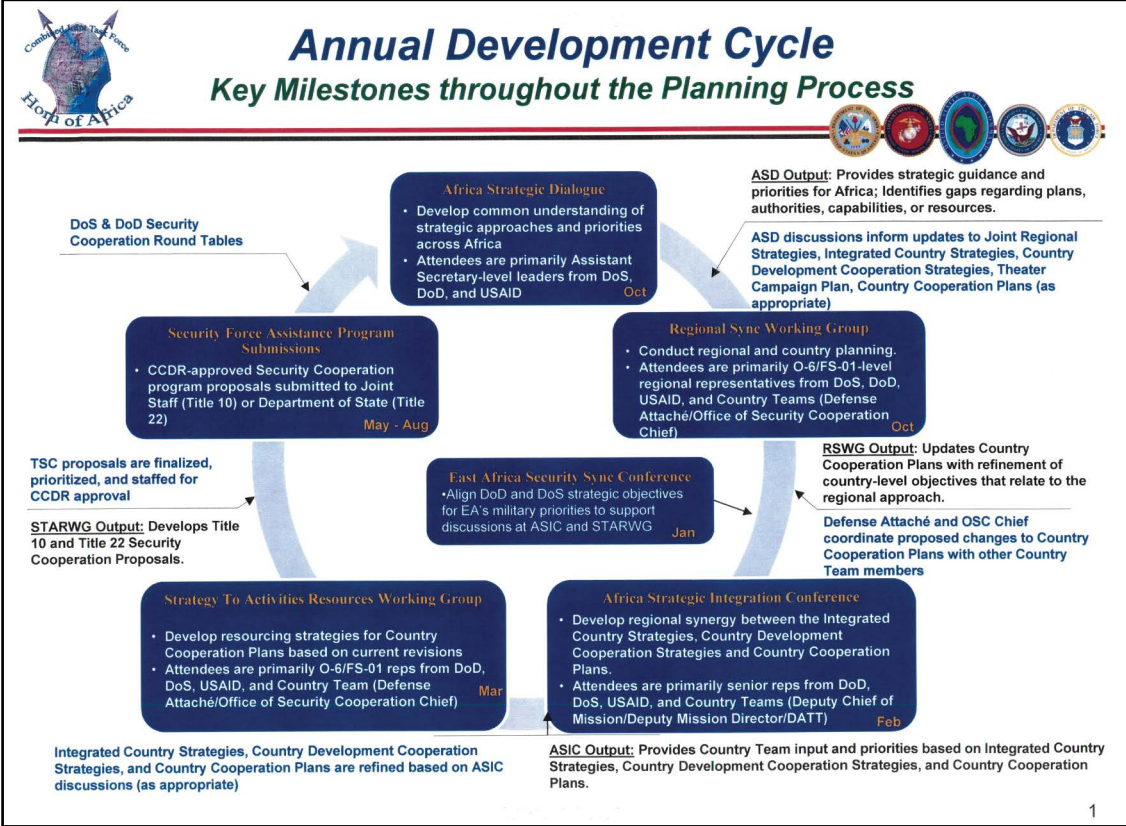 Combined Joint Task Force
Horn of Africa
Annual Development Cycle
Key Milestones throughout the Planning Process
DoS & DoD Security
Cooperation Round Tables
Africa Strategic Dialogue
• Develop common understanding of
strategic approaches and priorities
across Africa
• Attendees are primarily Assistant
Secretary-level leaders from DoS,
DoD, and USAID
Oct
ASD Output: Provides strategic guidance and
priorities for Africa; Identifies gaps regarding plans,
authorities, capabilities, or resources.
ASD discussions inform updates to Joint Regional
Strategies, Integrated Country Strategies, Country
Development Cooperation Strategies, Theater
Campaign Plan, Country Cooperation Plans (as
appropriate)
Security Force Assistance Program
Submissions
• CCDR-approved Security Cooperation
program proposals submitted to Joint
Staff (Title 10) or Department of State (Title
22)
May - Aug
Regional Sync Working Group
• Conduct regional and country planning.
• Attendees are primarily O-6/FS-01-level
regional representatives from DoS, DoD,
USAID, and Country Teams (Defense
Attaché/Office of Security Cooperation
Chief)
Oct
TSC proposals are finalized,
prioritized, and staffed for
CCDR approval
STARWG Output: Develops Title
10 and Title 22 Security
Cooperation Proposals.
East Africa Security Sync Conference
•Align DoD and DoS strategic objectives
for EA's military priorities to support
discussions at ASIC and STARWG
Jan
RSWG Output: Updates Country
Cooperation Plans with refinement of
country-level objectives that relate to the
regional approach.
Defense Attaché and OSC Chief
coordinate proposed changes to Country
Cooperation Plans with other Country
Team members
Strategy To Activities Resources Working Group
• Develop resourcing strategies for Country
Cooperation Plans based on current revisions
• Attendees are primarily O-6/FS-01 reps from DoD,
DoS, USAID, and Country Team (Defense
Attaché/Office of Security Cooperation Chief)
Mar
Africa Strategic Integration Conference
• Develop regional synergy between the Integrated
Country Strategies, Country Development
Cooperation Strategies and Country Cooperation
Plans.
• Attendees are primarily senior reps from DoD,
DoS, USAID, and Country Teams (Deputy Chief of
Mission/Deputy Mission Director/DATT)
Feb
Integrated Country Strategies, Country Development Cooperation
Strategies, and Country Cooperation Plans are refined based on ASIC
discussions (as appropriate)
ASIC Output: Provides Country Team input and priorities based on Integrated Country
Strategies, Country Development Cooperation Strategies, and Country Cooperation
Plans.
1